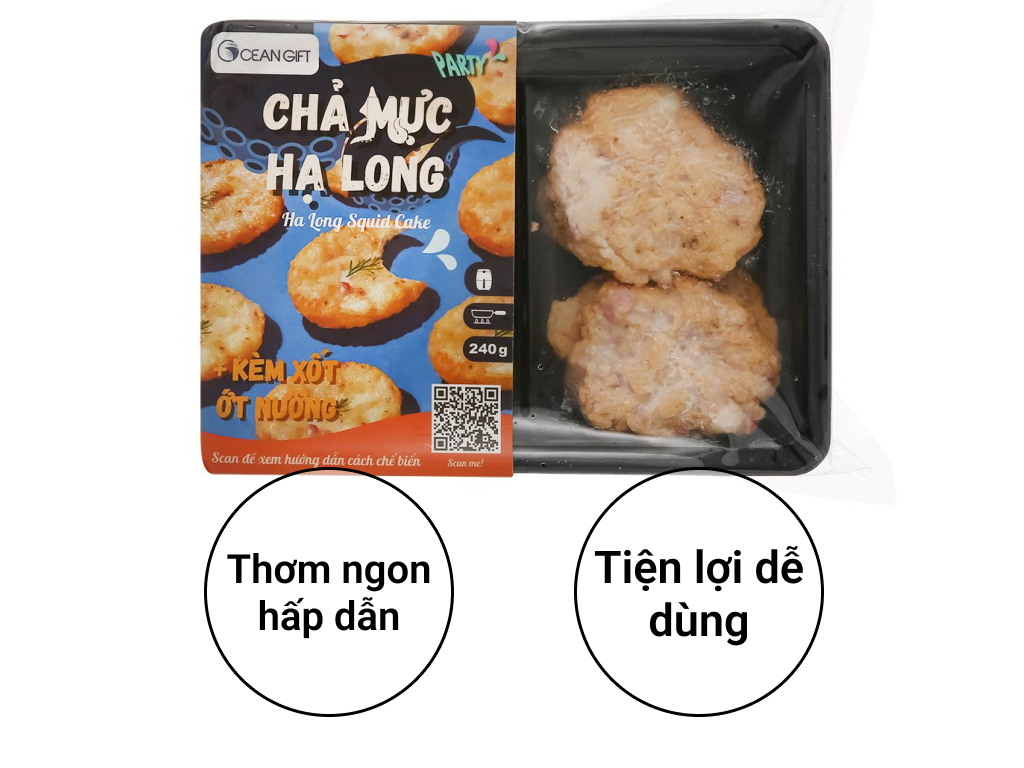 OCEAN GIFT
PARTY
CHẢ MỰC
HẠ LONG
Hạ Long Squid Cake
240g
+ KÈM XỐT
ỚT NƯỚNG
Scan để xem hướng dẫn cách chế biến
Scan me!
Thơm ngon
hấp dẫn
Tiện lợi dễ
dùng